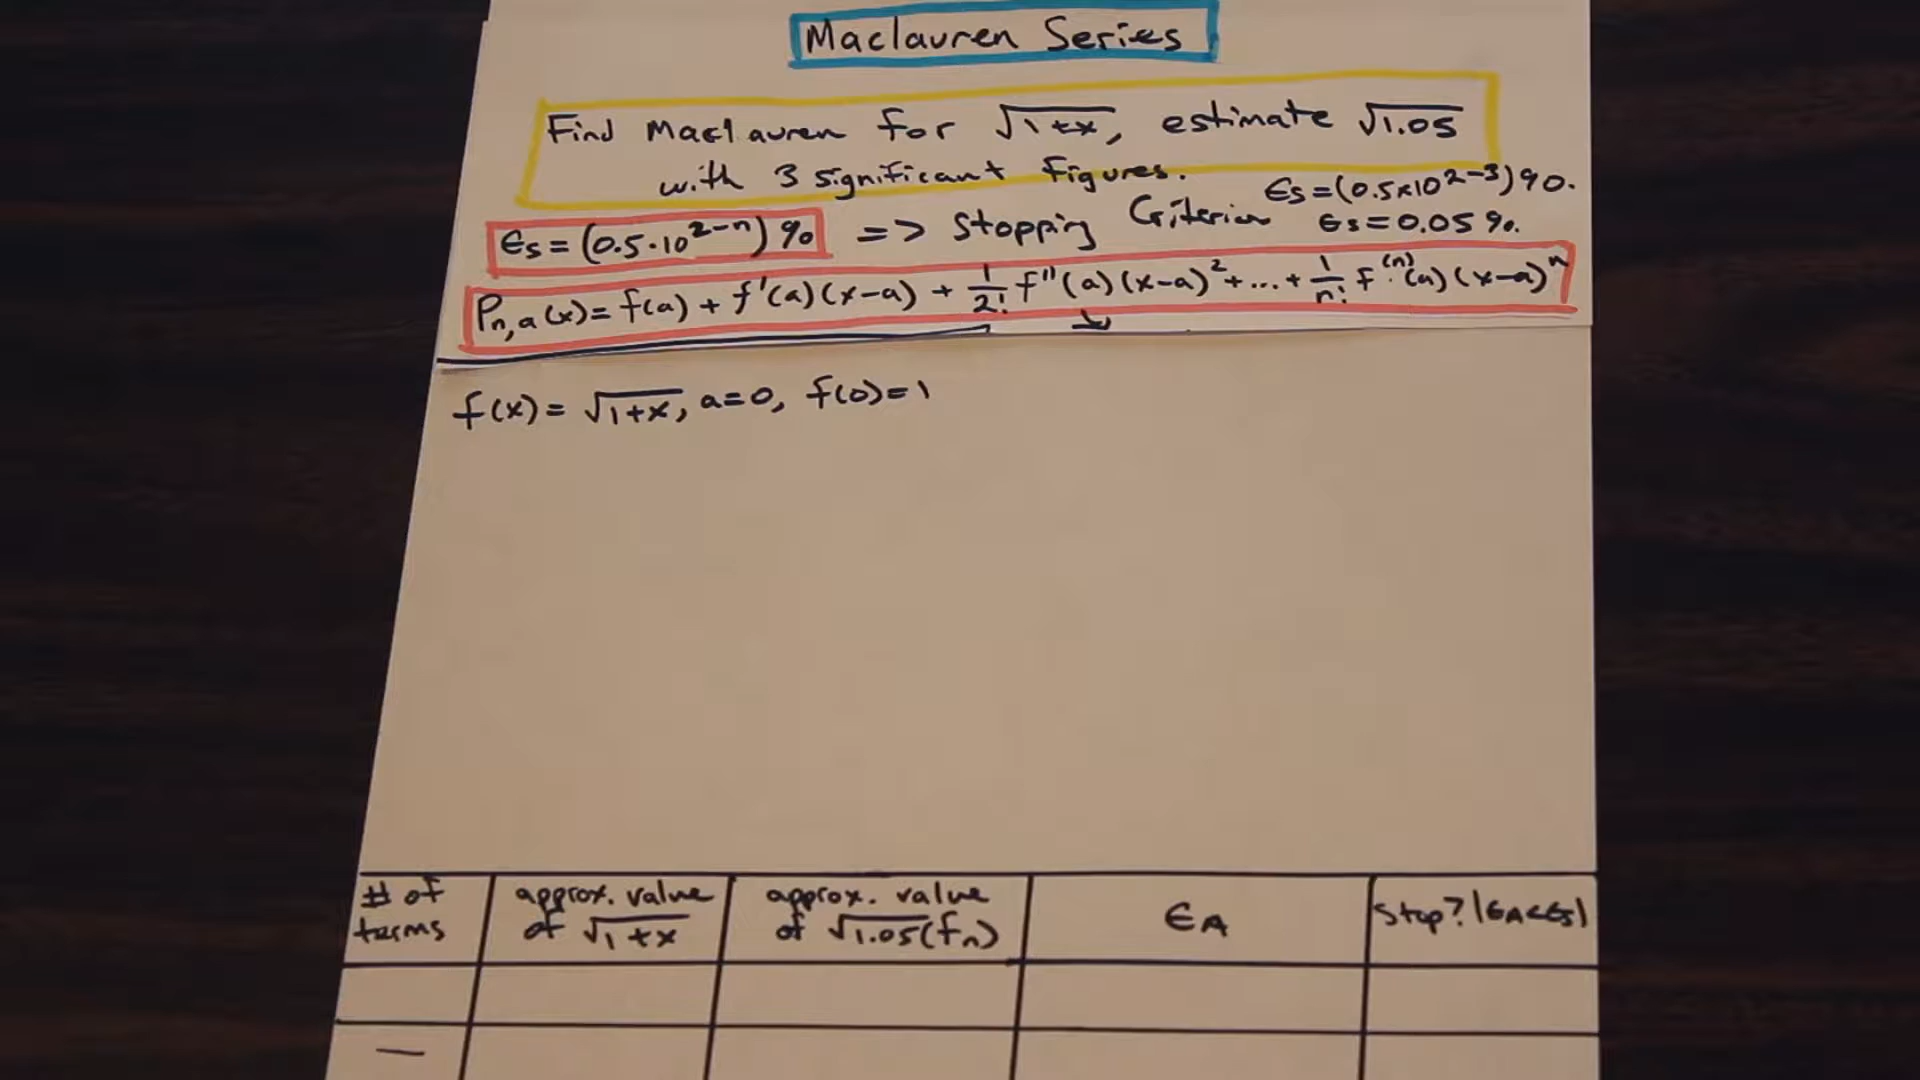 Maclauren Series
Find Maclauren for √1+x, estimate √1.05
with 3 significant figures.
εs=(0.5×10^2-3)%.
εs=(0.5·10^2-n)% => Stopping Criterion
εs=0.05%.
Pn,a(x)=f(a)+f'(a)(x-a)+1/2! f''(a)(x-a)^2+...+1/n! f^(n)(a)(x-a)^n
f(x)=√1+x, a=0, f(0)=1
# of terms
approx. value of √1+x
approx. value of √1.05(fn)
εA
Stop? |εA<εs|